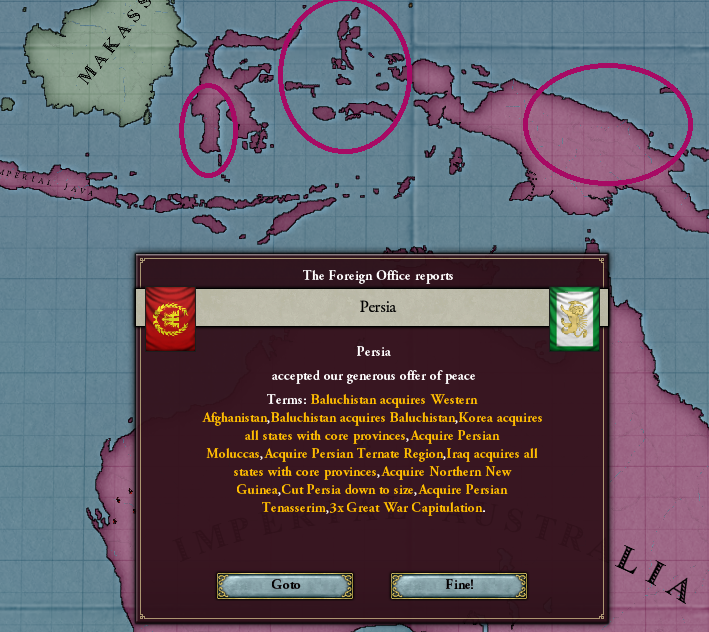 MAKASS
IMPERIAL JAVA
The Foreign Office reports
Persia
Persia
accepted our generous offer of peace
Terms: Baluchistan acquires Western
Afghanistan,Baluchistan acquires Baluchistan,Korea acquires
all states with core provinces,Acquire Persian
Moluccas,Acquire Persian Ternate Region,Iraq acquires all
states with core provinces,Acquire Northern New
Guinea,Cut Persia down to size,Acquire Persian
Tenasserim,3x Great War Capitulation.
IMPERIAL AUSTRALIA
Goto
Fine!